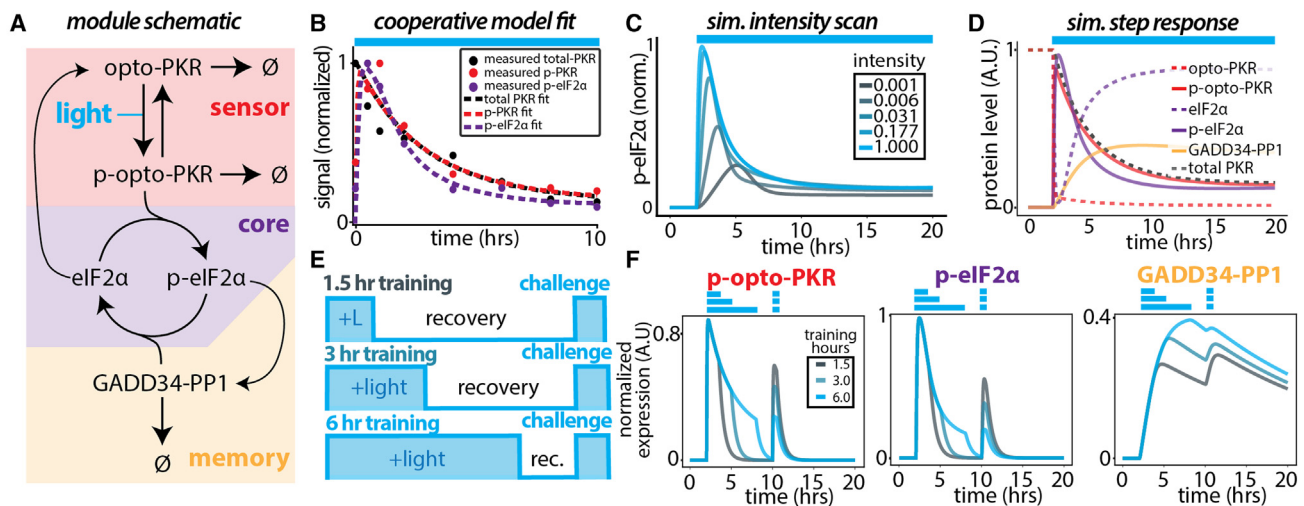 A module schematic
opto-PKR Ø
light sensor
p-opto-PKR Ø
core
eIF2α p-eIF2α
GADD34-PP1
Ø memory
B cooperative model fit
signal (normalized)
1
0
measured total-PKR
measured p-PKR
measured p-eIF2α
total PKR fit
p-PKR fit
p-eIF2α fit
0 5 10
time (hrs)
C sim. intensity scan
p-eIF2α (norm.)
1
0
intensity
0.001
0.006
0.031
0.177
1.000
0 5 10 15 20
time (hrs)
D sim. step response
protein level (A.U.)
1
0
opto-PKR
p-opto-PKR
eIF2α
p-eIF2α
GADD34-PP1
total PKR
0 5 10 15 20
time (hrs)
E
1.5 hr training challenge
+L recovery
3 hr training challenge
+light recovery
6 hr training challenge
+light rec.
F p-opto-PKR
normalized
expression (A.U)
0.8
0
training
hours
1.5
3.0
6.0
0 5 10 15 20
time (hrs)
p-eIF2α
1
0
0 5 10 15 20
time (hrs)
GADD34-PP1
0.4
0
0 5 10 20
time (hrs)